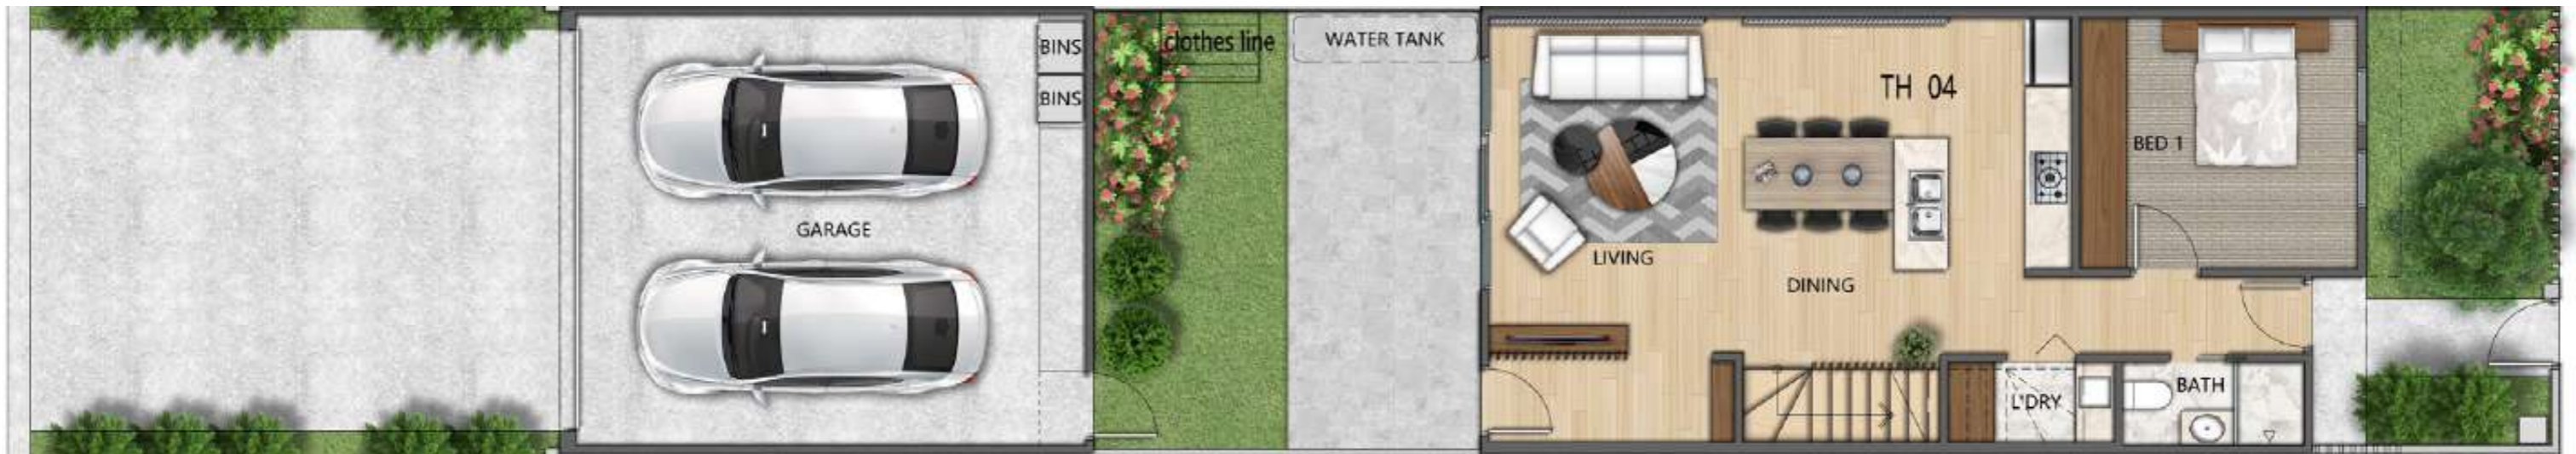 BINS
BINS
GARAGE
clothes line
WATER TANK
TH 04
LIVING
DINING
BED 1
L'DRY
BATH